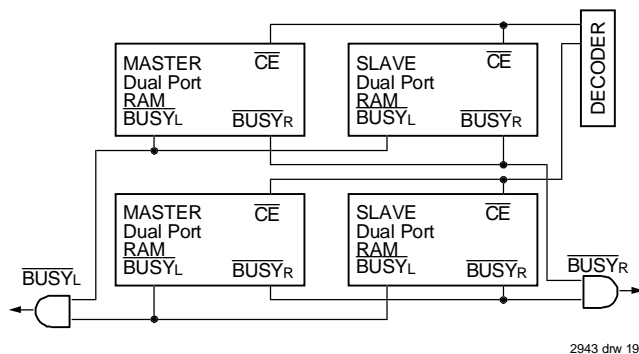 MASTER
Dual Port
RAM
BUSYL
CE
BUSYR
SLAVE
Dual Port
RAM
BUSYL
CE
BUSYR
DECODER
MASTER
Dual Port
RAM
BUSYL
CE
BUSYR
SLAVE
Dual Port
RAM
BUSYL
CE
BUSYR
BUSYL
BUSYR
2943 drw 19